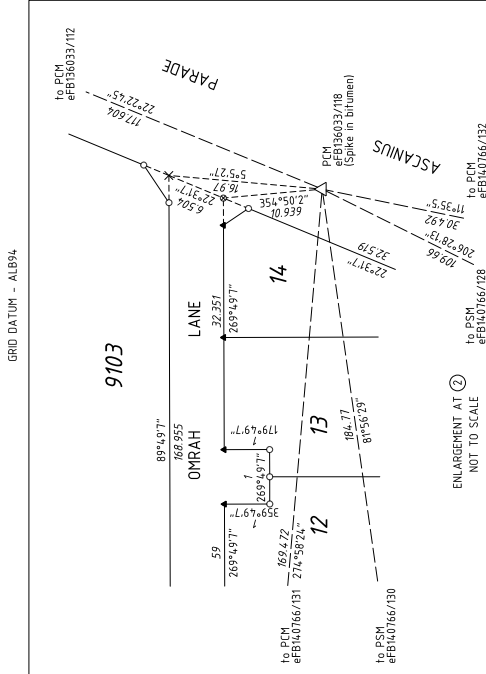 GRID DATUM - ALB94
to PCM
eFB136033/112
22°22'45"
117.604
PARADE
9103
89°49'7"
168.955
OMRAH LANE
22°31'7"
6.504
5°5'27"
16.97
354°50'2"
10.939
PCM
eFB136033/118
(Spike in bitumen)
ASCANIUS
11°35'5"
30.492
to PCM
eFB140766/132
206°28'13"
109.66
to PSM
eFB140766/128
22°31'7"
32.519
14
32.351
269°49'7"
179°49'7"
1
1
269°49'7"
359°49'7"
1
59
269°49'7"
13
12
184.77
81°56'29"
169.472
274°58'24"
to PCM
eFB140766/131
to PSM
eFB140766/130
ENLARGEMENT AT 2
NOT TO SCALE